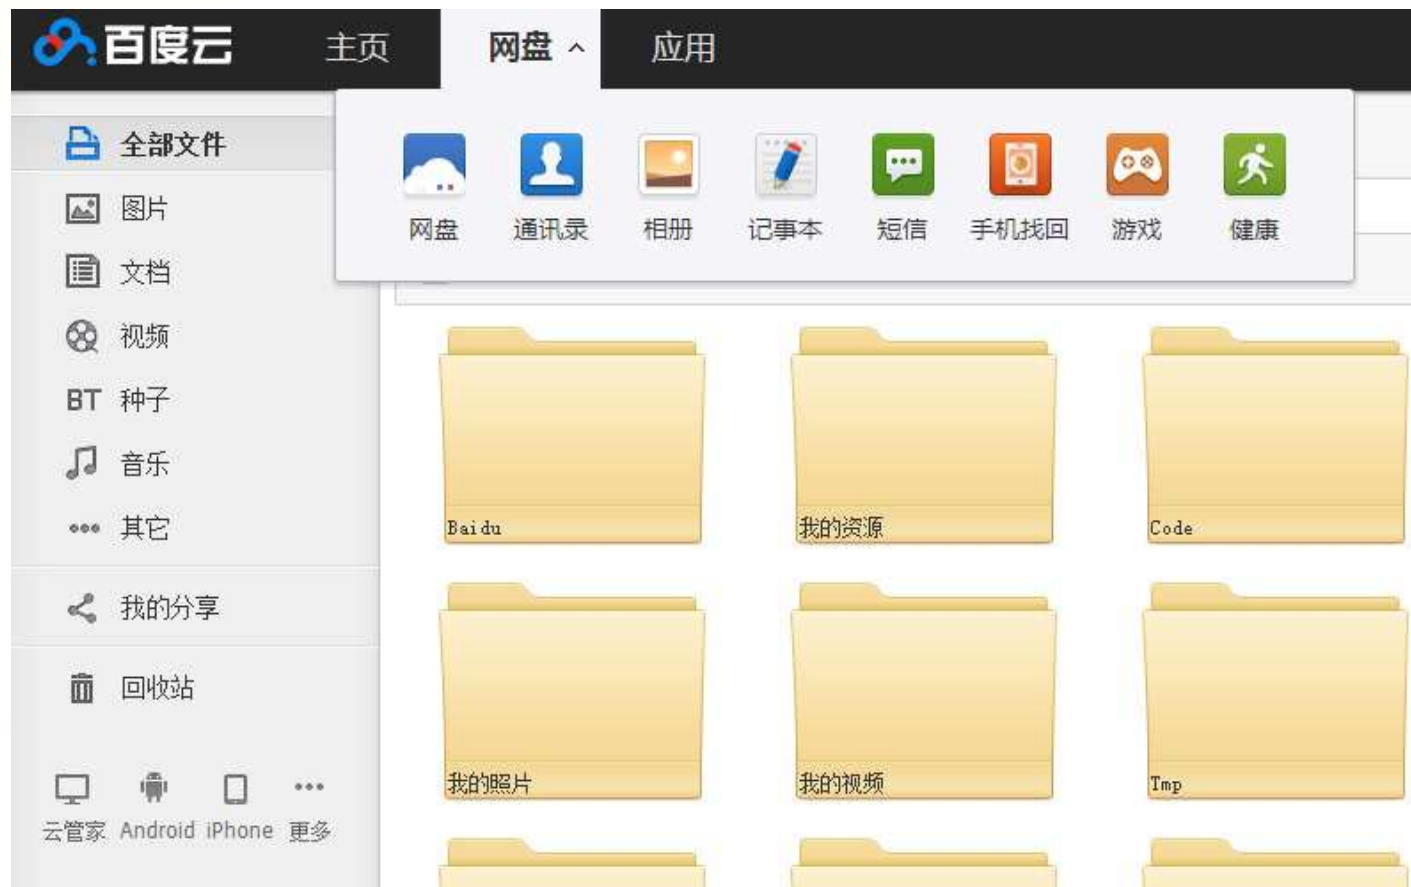 百度云 主页 网盘 应用
网盘 通讯录 相册 记事本 短信 手机找回 游戏 健康
全部文件
图片
文档
视频
BT 种子
音乐
其它
我的分享
回收站
云管家 Android iPhone 更多
Baidu 我的资源 Code
我的照片 我的视频 Tmp